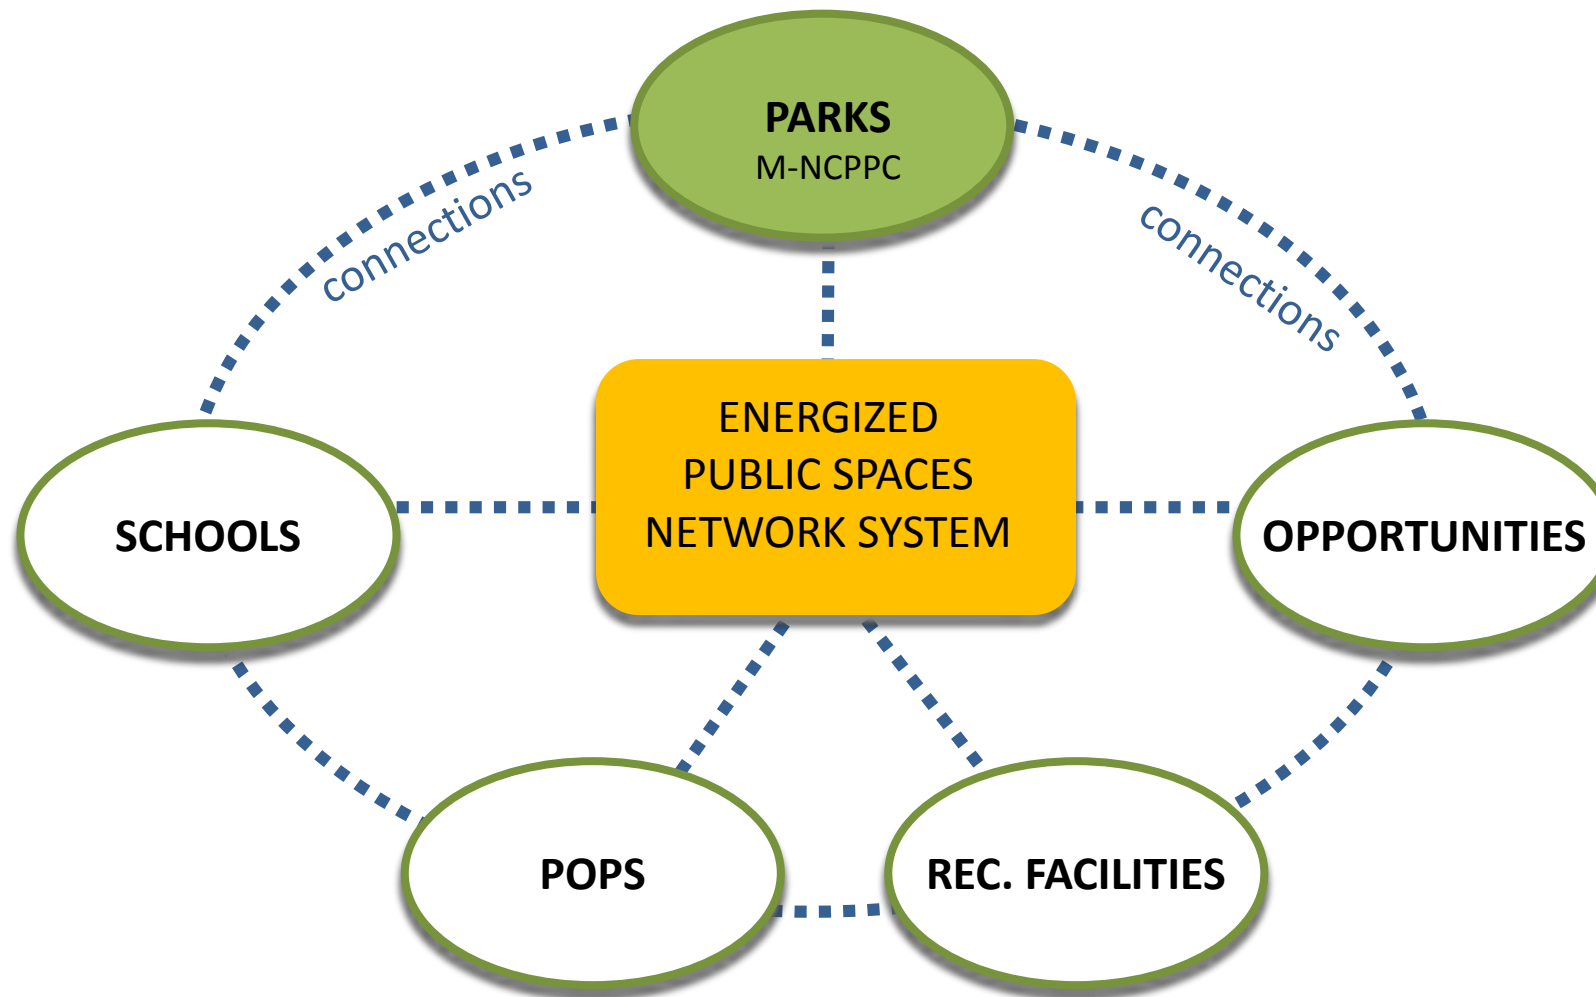 PARKS
M-NCPPC
connections
connections
ENERGIZED
PUBLIC SPACES
NETWORK SYSTEM
SCHOOLS
OPPORTUNITIES
POPS
REC. FACILITIES